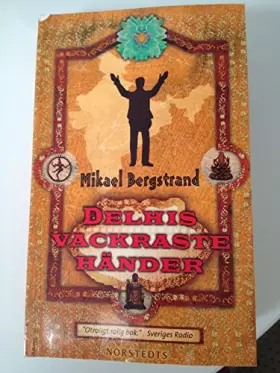 Mikael Bergstrand
DELHIS
VACKRASTE
HÄNDER
"Otroligt rolig bok." Sveriges Radio
NORSTEDTS